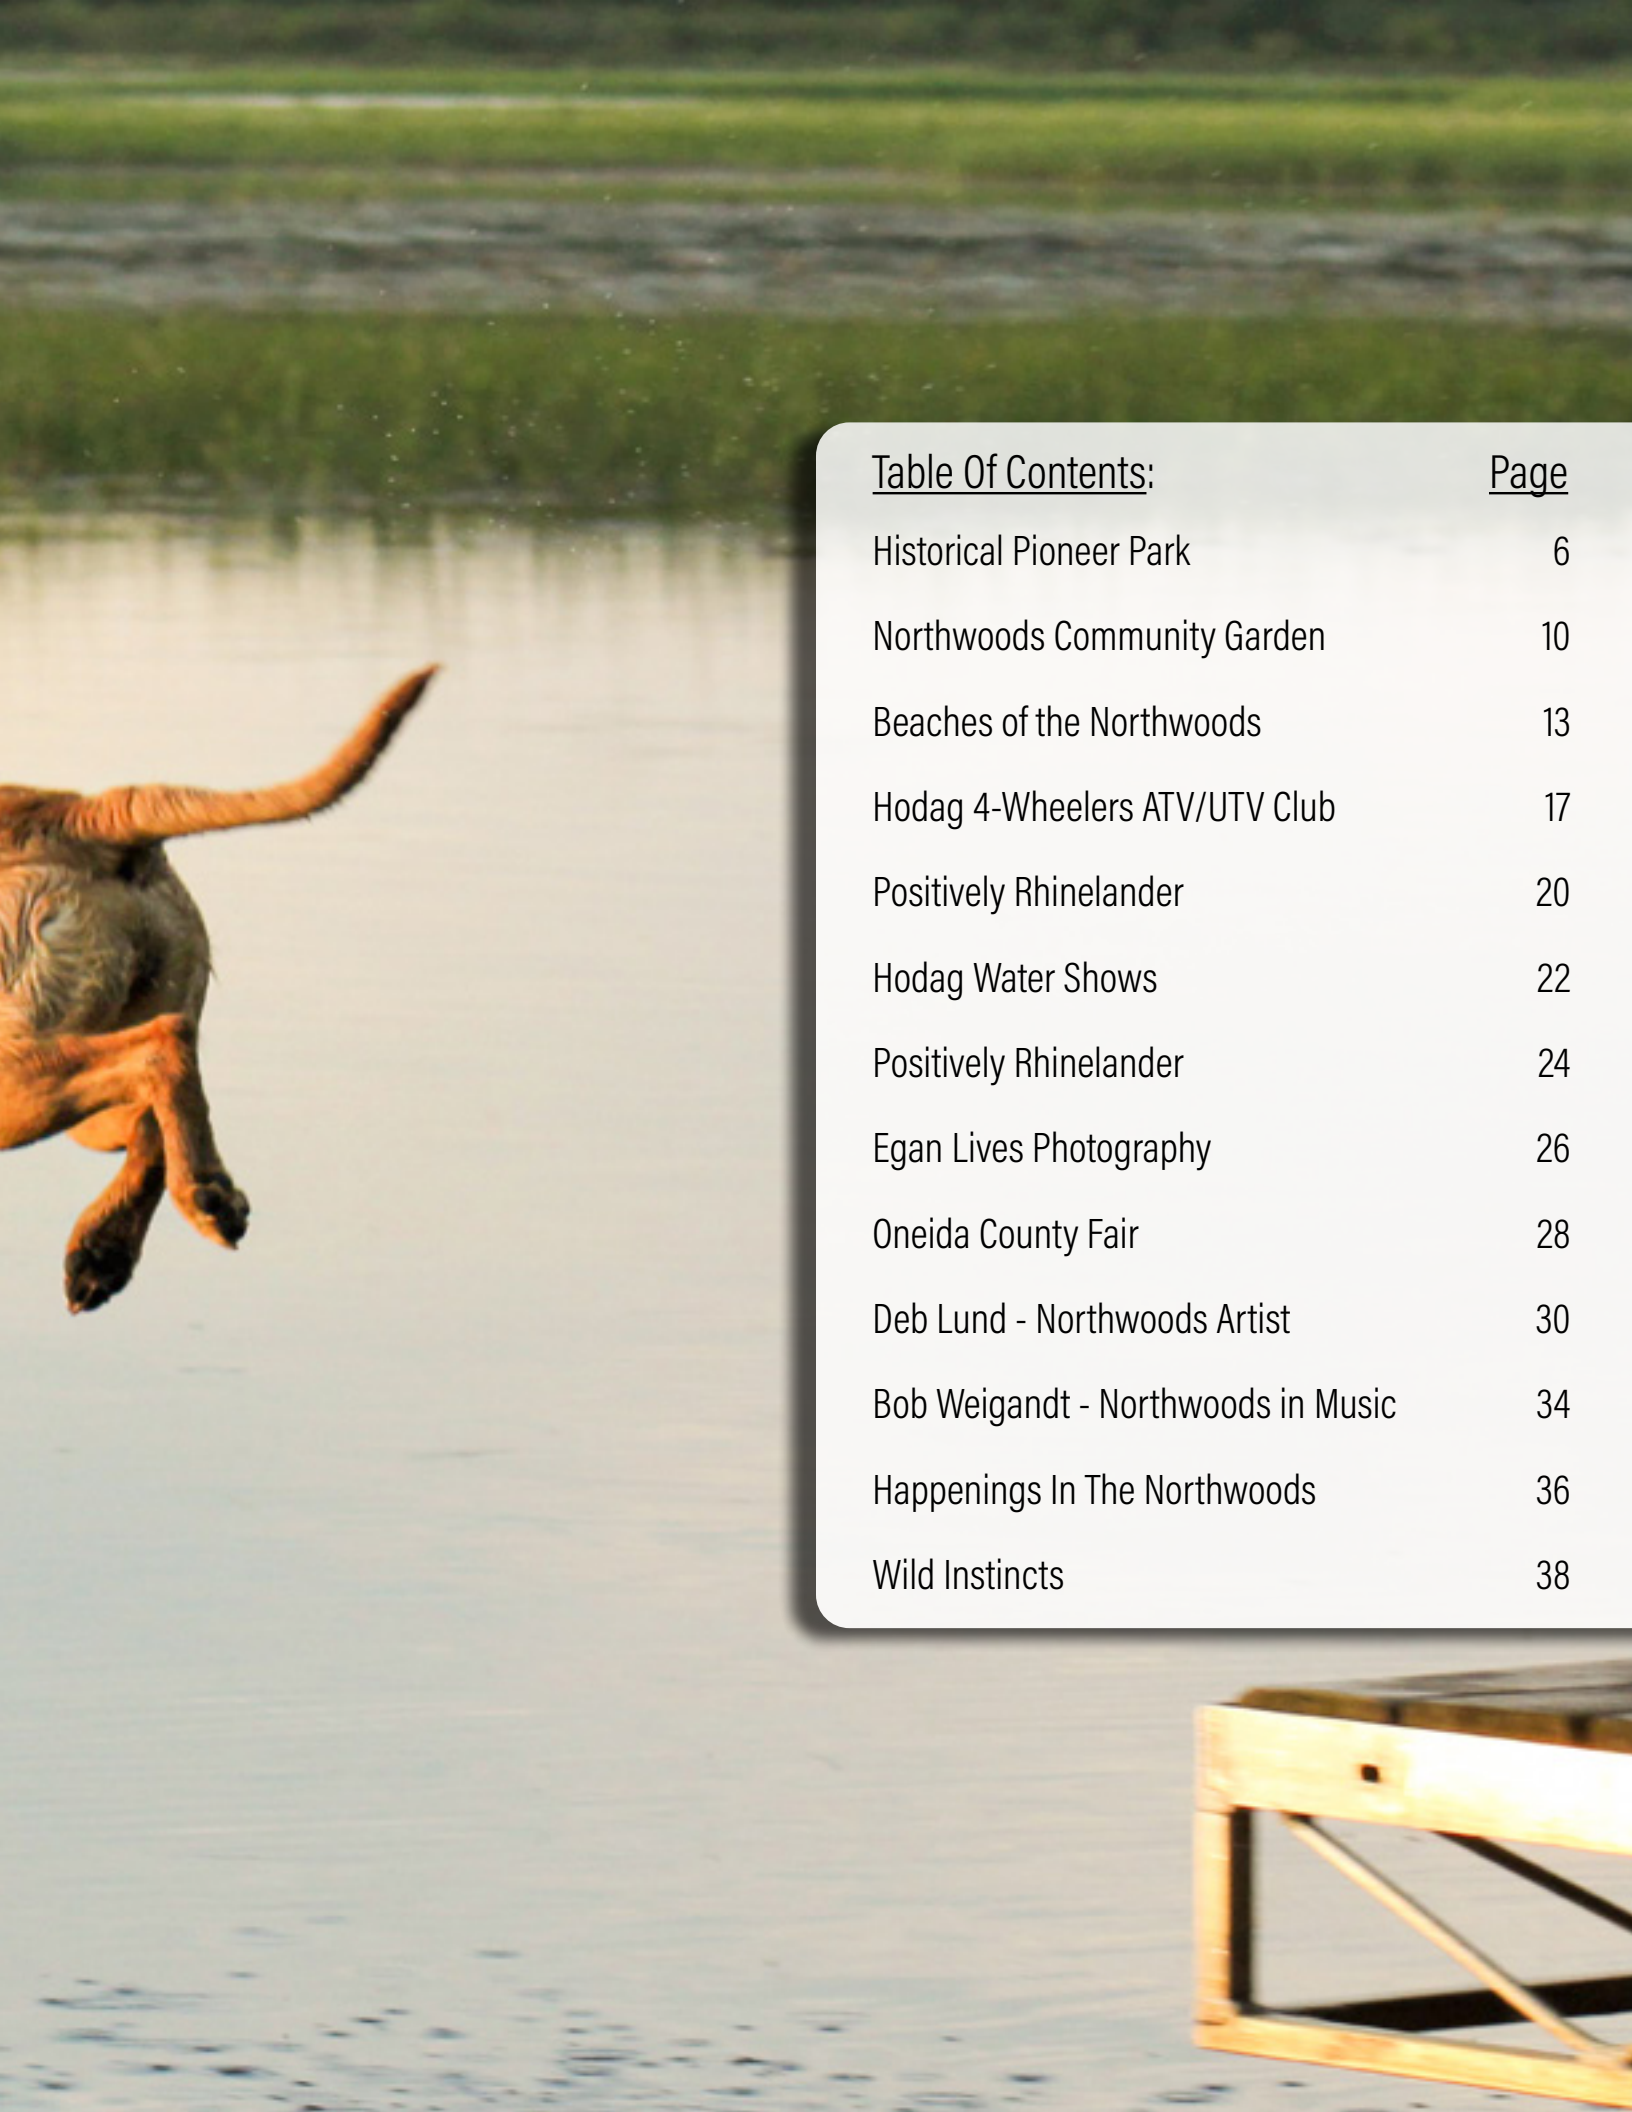 Table Of Contents: Page
Historical Pioneer Park 6
Northwoods Community Garden 10
Beaches of the Northwoods 13
Hodag 4-Wheelers ATV/UTV Club 17
Positively Rhinelander 20
Hodag Water Shows 22
Positively Rhinelander 24
Egan Lives Photography 26
Oneida County Fair 28
Deb Lund - Northwoods Artist 30
Bob Weigandt - Northwoods in Music 34
Happenings In The Northwoods 36
Wild Instincts 38